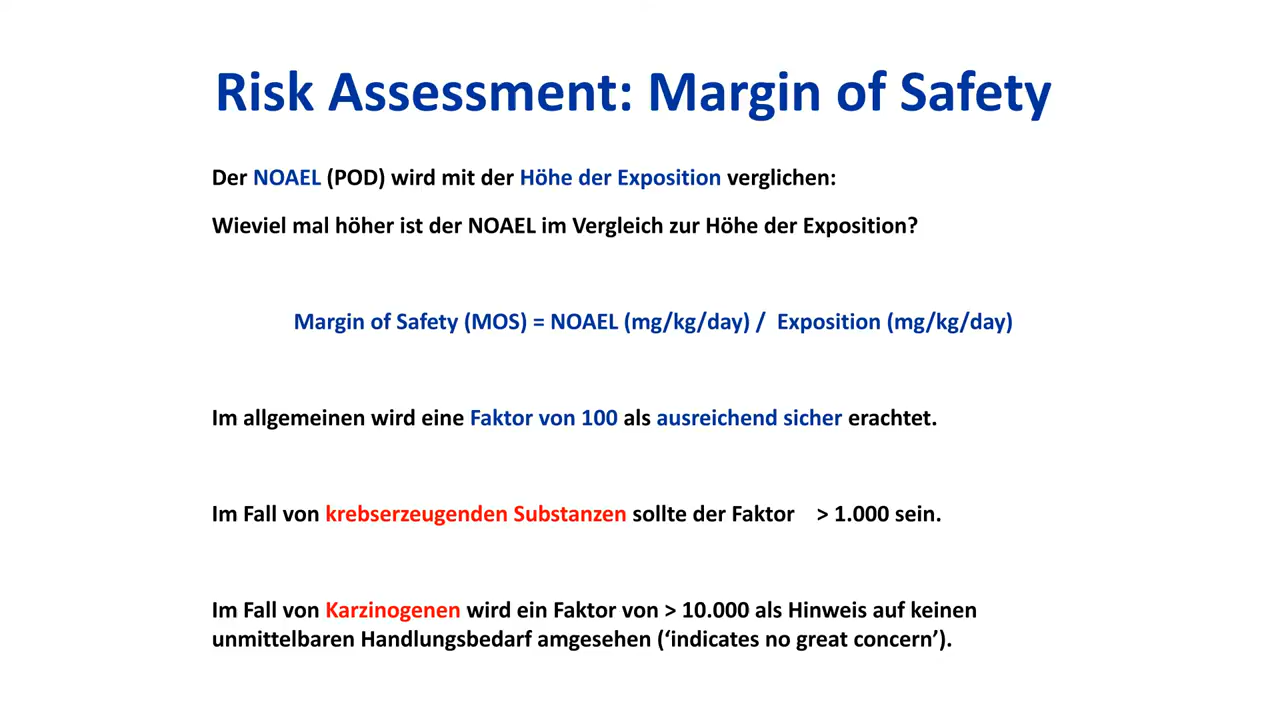 Risk Assessment: Margin of Safety
Der NOAEL (POD) wird mit der Höhe der Exposition verglichen:
Wieviel mal höher ist der NOAEL im Vergleich zur Höhe der Exposition?
Margin of Safety (MOS) = NOAEL (mg/kg/day) / Exposition (mg/kg/day)
Im allgemeinen wird eine Faktor von 100 als ausreichend sicher erachtet.
Im Fall von krebserzeugenden Substanzen sollte der Faktor > 1.000 sein.
Im Fall von Karzinogenen wird ein Faktor von > 10.000 als Hinweis auf keinen
unmittelbaren Handlungsbedarf amgesehen (‘indicates no great concern’).